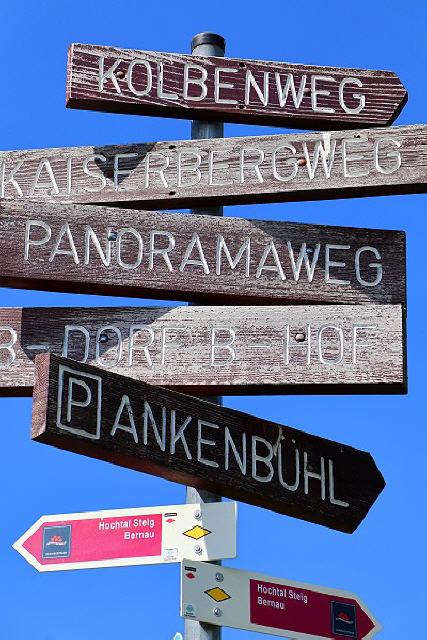 KOLBENWEG
KAISERBERGWEG
PANORAMAWEG
B-DORF B-HOF
P ANKENBÜHL
Hochtal Steig
Bernau
Hochtal Steig
Bernau